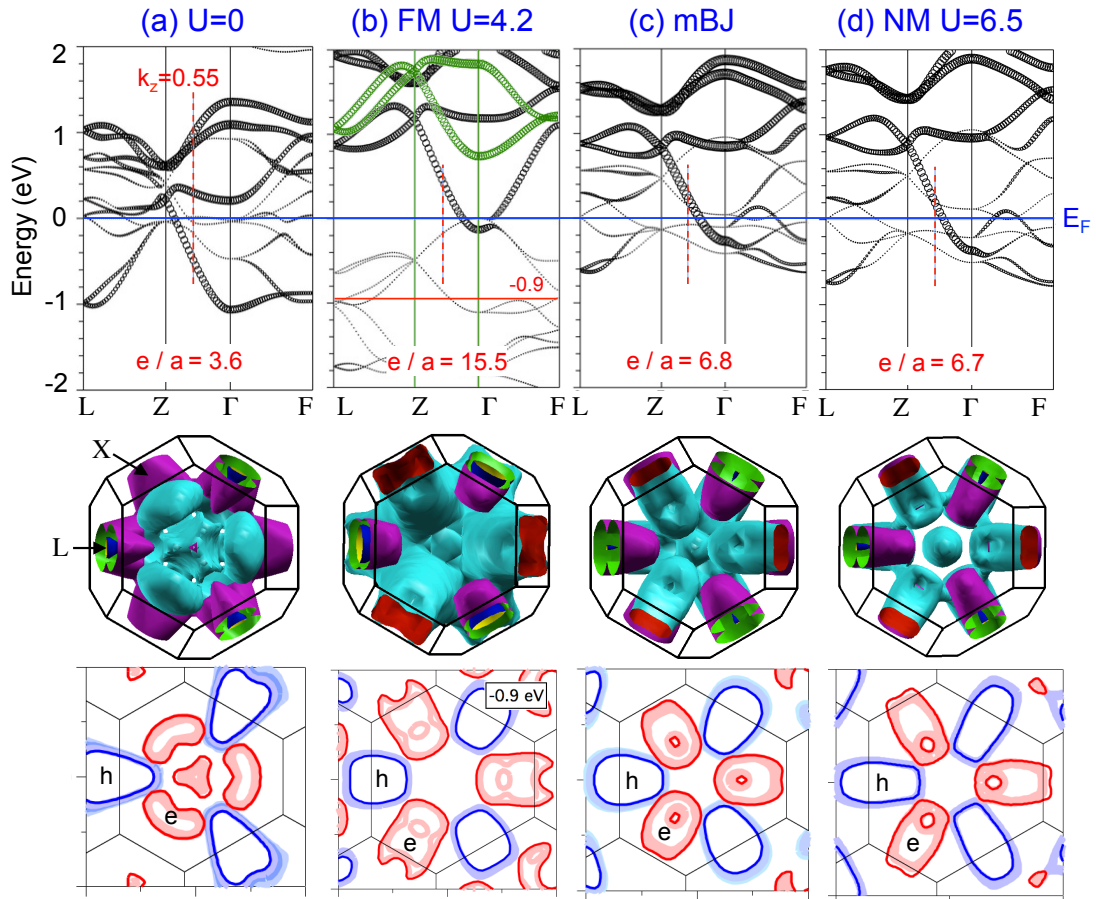 (a) U=0
(b) FM U=4.2
(c) mBJ
(d) NM U=6.5
2
1
0
-1
-2
Energy (eV)
k_z=0.55
-0.9
E_F
e / a = 3.6
e / a = 15.5
e / a = 6.8
e / a = 6.7
L Z Γ F
L Z Γ F
L Z Γ F
L Z Γ F
X
L
-0.9 eV
h
e
h
e
h
e
h
e